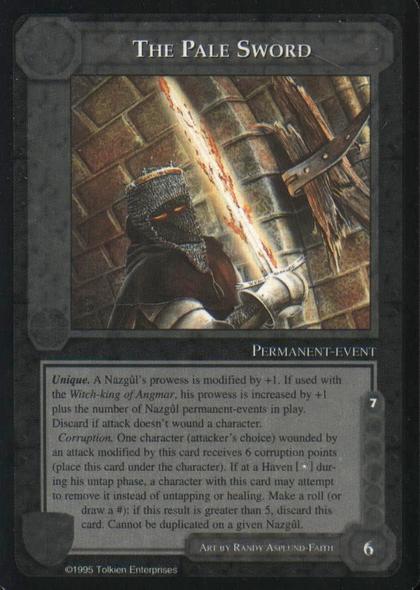 THE PALE SWORD
PERMANENT-EVENT
Unique. A Nazgûl's prowess is modified by +1. If used with
the Witch-king of Angmar, his prowess is increased by +1
plus the number of Nazgûl permanent-events in play.
Discard if attack doesn't wound a character.
Corruption. One character (attacker's choice) wounded by
an attack modified by this card receives 6 corruption points
(place this card under the character). If at a Haven [•] dur-
ing his untap phase, a character with this card may attempt
to remove it instead of untapping or healing. Make a roll (or
draw a #): if this result is greater than 5, discard this
card. Cannot be duplicated on a given Nazgûl.
7
ART BY RANDY ASPLUND-FAITH
6
©1995 Tolkien Enterprises